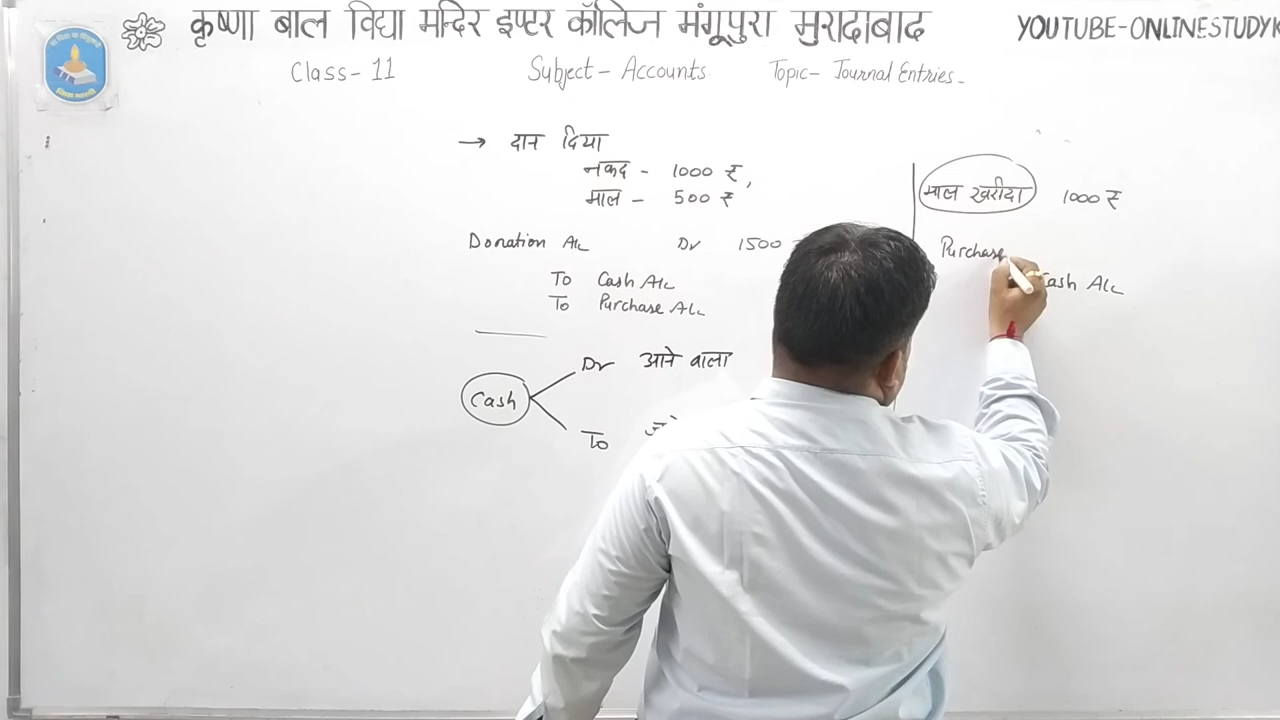 कृष्णा बाल विद्या मन्दिर इण्टर कॉलिज मंगूपुरा मुरादाबाद
YOUTUBE-ONLINESTUDYK
Class-11 Subject-Accounts. Topic- Journal Entries-
→ दान दिया
नकद - 1000 ₹,
माल - 500 ₹
Donation A/c Dr 1500
To Cash A/c
To Purchase A/c
Cash
Dr आने वाला
To
माल खरीदा 1000 ₹
Purchase
Cash A/c